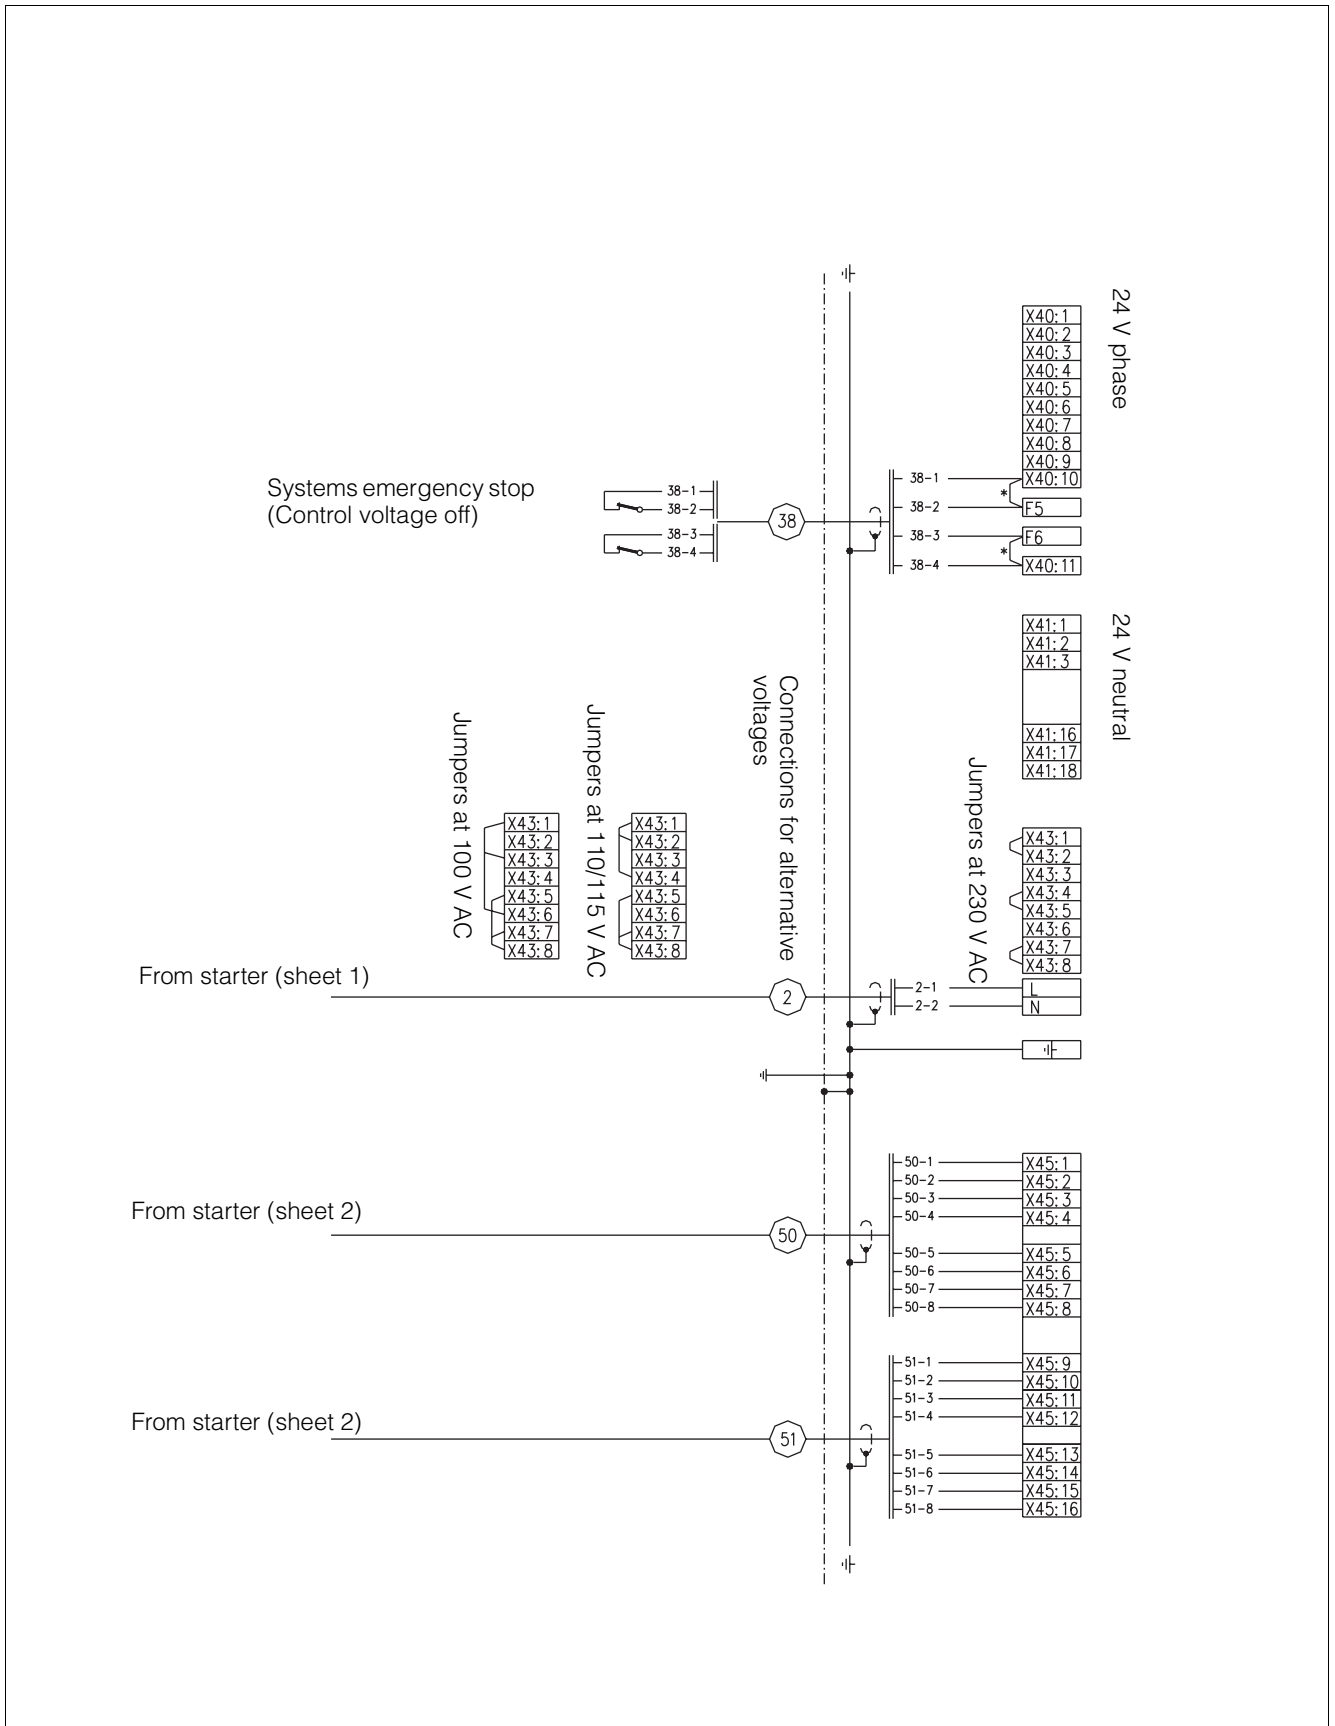 24 V phase
X40:1
X40:2
X40:3
X40:4
X40:5
X40:6
X40:7
X40:8
X40:9
X40:10
F5
F6
X40:11
38-1
38-2
38-3
38-4
*
*
38
Systems emergency stop
(Control voltage off)
38-1
38-2
38-3
38-4
24 V neutral
X41:1
X41:2
X41:3
X41:16
X41:17
X41:18
Connections for alternative
voltages
Jumpers at 230 V AC
X43:1
X43:2
X43:3
X43:4
X43:5
X43:6
X43:7
X43:8
Jumpers at 110/115 V AC
X43:1
X43:2
X43:3
X43:4
X43:5
X43:6
X43:7
X43:8
Jumpers at 100 V AC
X43:1
X43:2
X43:3
X43:4
X43:5
X43:6
X43:7
X43:8
From starter (sheet 1)
2
2-1
2-2
L
N
From starter (sheet 2)
50
50-1
50-2
50-3
50-4
50-5
50-6
50-7
50-8
X45:1
X45:2
X45:3
X45:4
X45:5
X45:6
X45:7
X45:8
From starter (sheet 2)
51
51-1
51-2
51-3
51-4
51-5
51-6
51-7
51-8
X45:9
X45:10
X45:11
X45:12
X45:13
X45:14
X45:15
X45:16